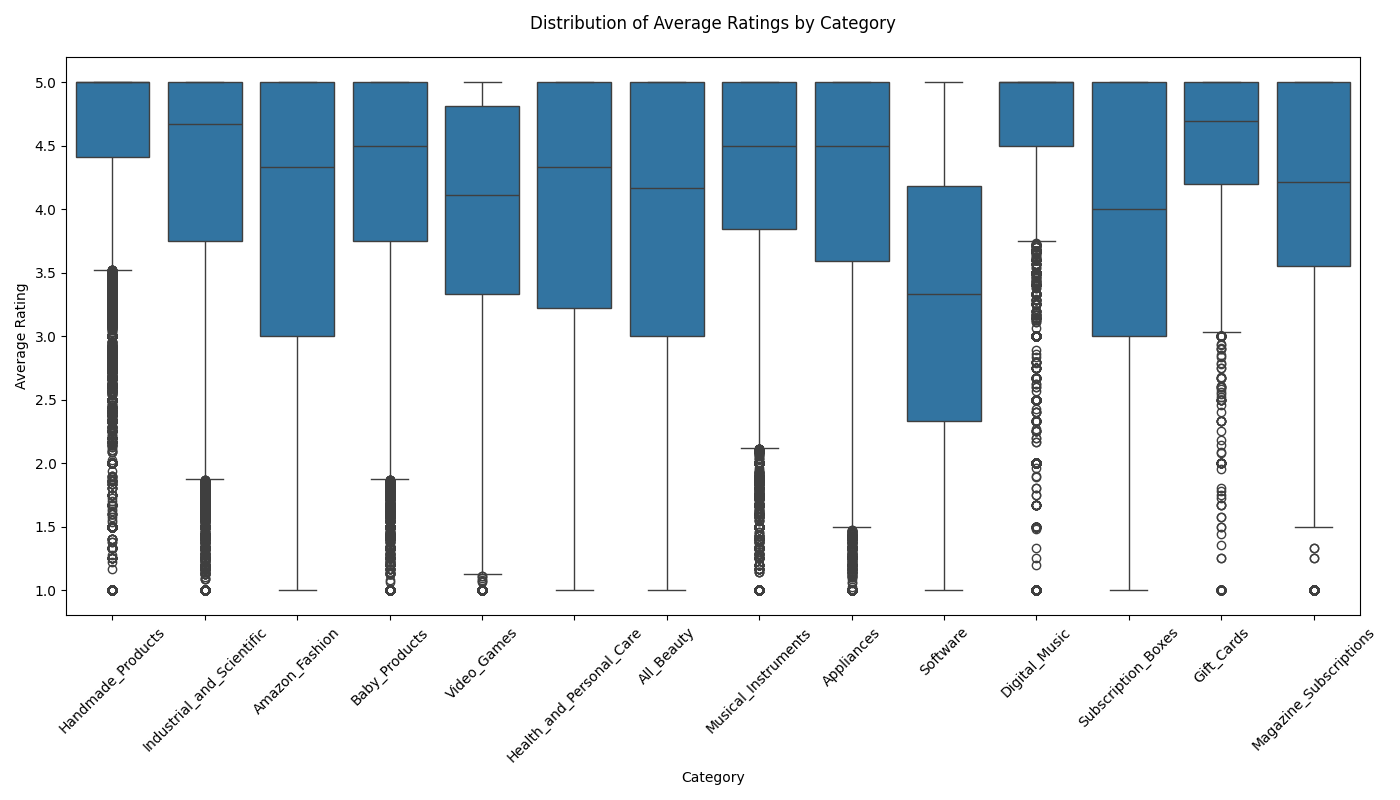 Distribution of Average Ratings by Category
Average Rating
5.0
4.5
4.0
3.5
3.0
2.5
2.0
1.5
1.0
Handmade_Products
Industrial_and_Scientific
Amazon_Fashion
Baby_Products
Video_Games
Health_and_Personal_Care
All_Beauty
Musical_Instruments
Appliances
Software
Digital_Music
Subscription_Boxes
Gift_Cards
Magazine_Subscriptions
Category